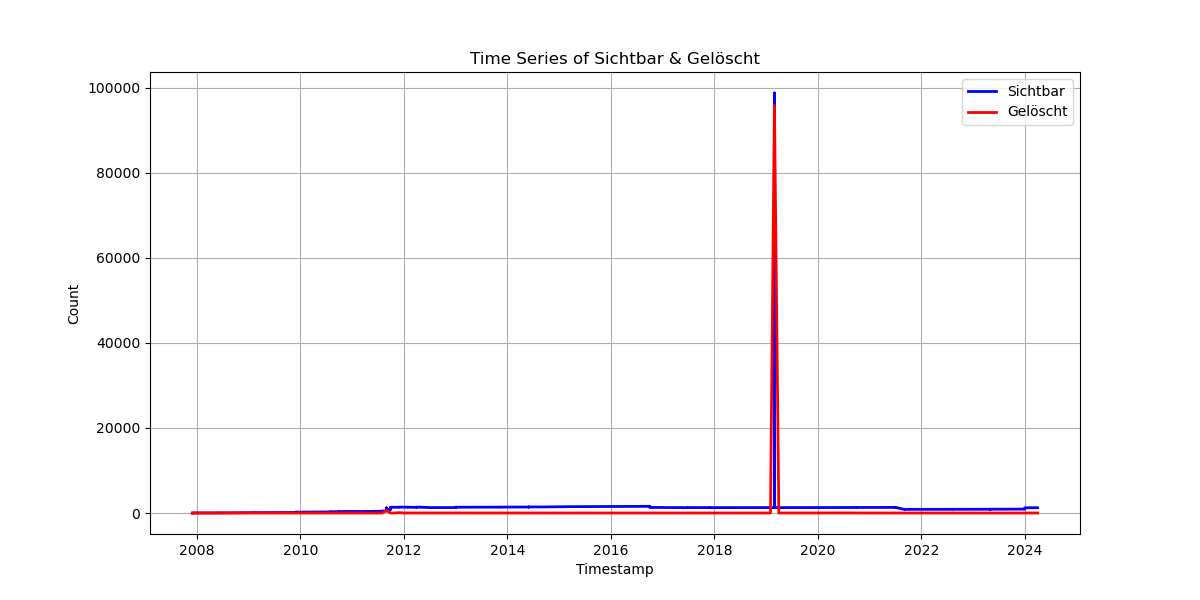 Time Series of Sichtbar & Gelöscht
100000
80000
60000
40000
20000
0
Count
Sichtbar
Gelöscht
2008 2010 2012 2014 2016 2018 2020 2022 2024
Timestamp